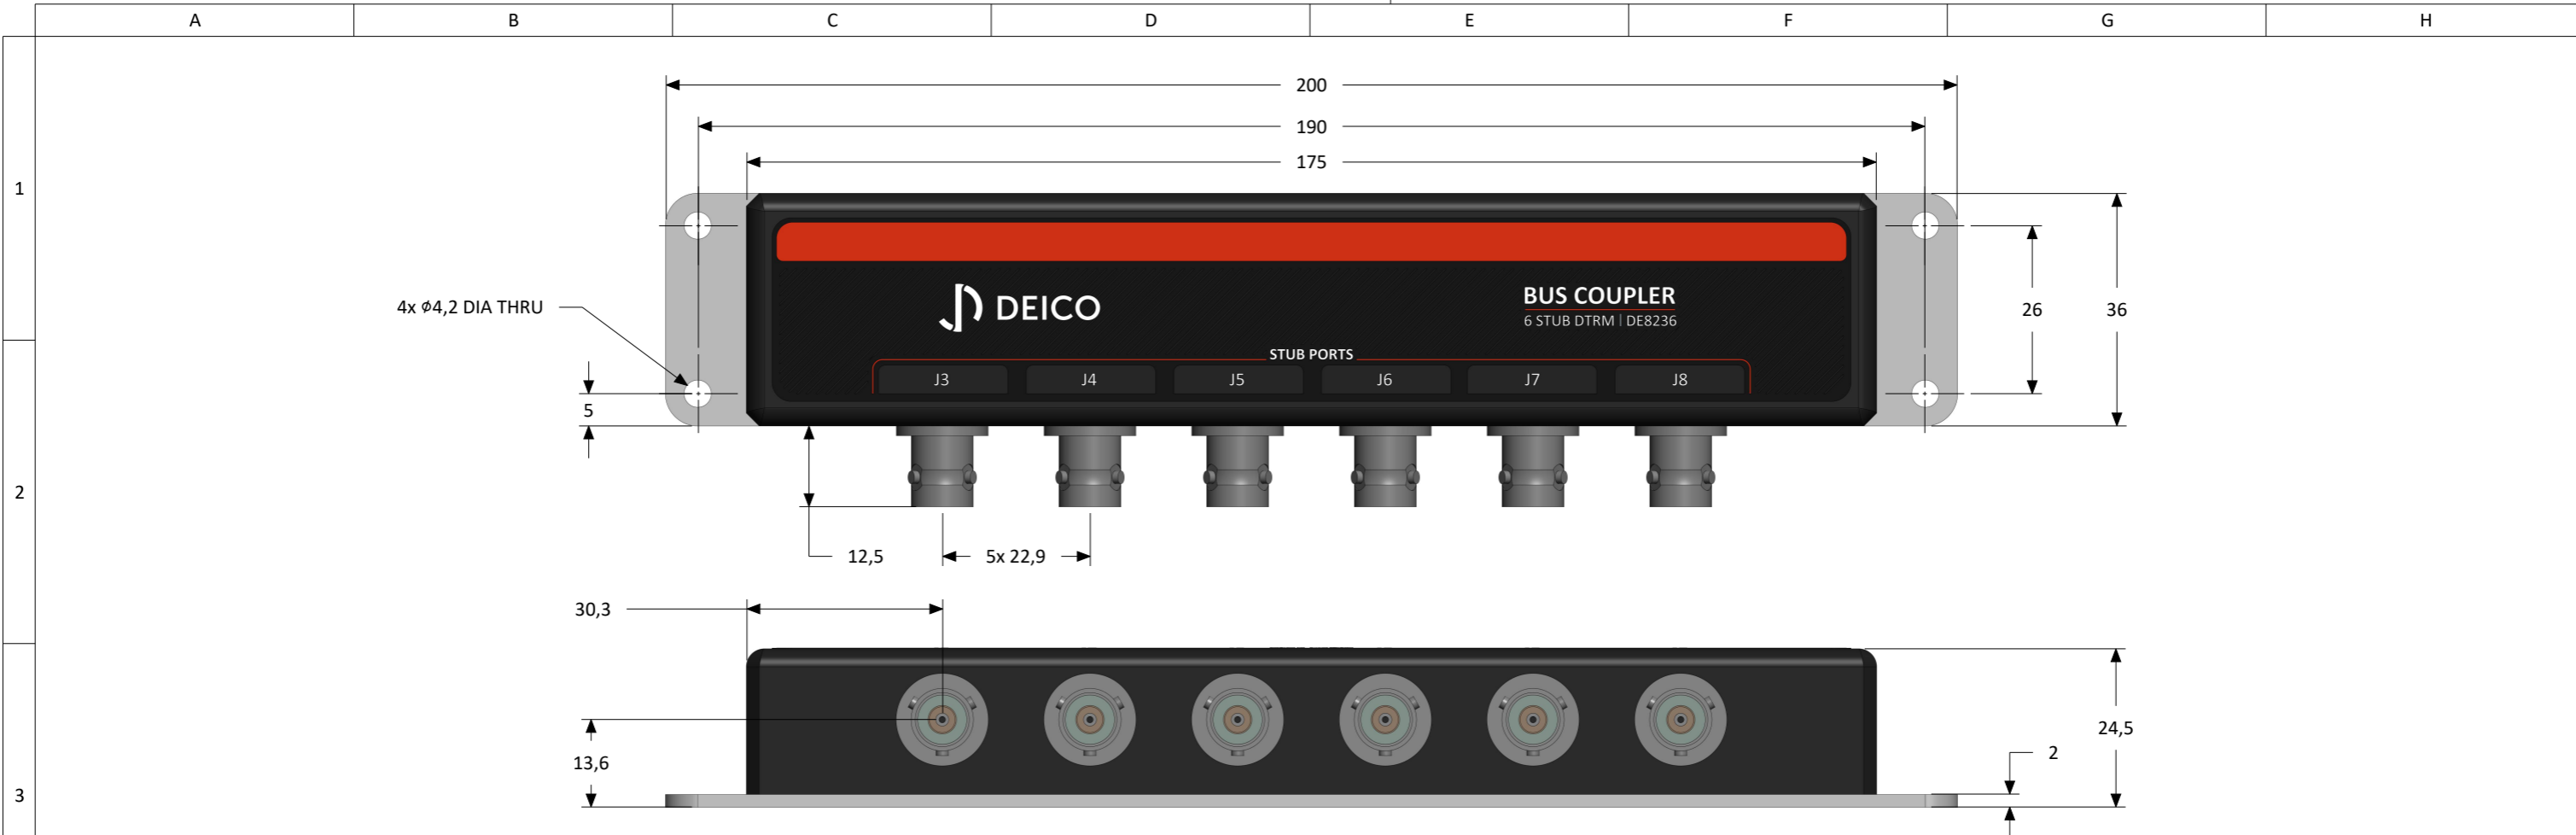 A B C D E F G H
200
190
175
1
4x ⌀4,2 DIA THRU
DEICO
BUS COUPLER
6 STUB DTRM | DE8236
26
36
STUB PORTS
J3 J4 J5 J6 J7 J8
5
2
12,5
5x 22,9
30,3
24,5
2
13,6
3